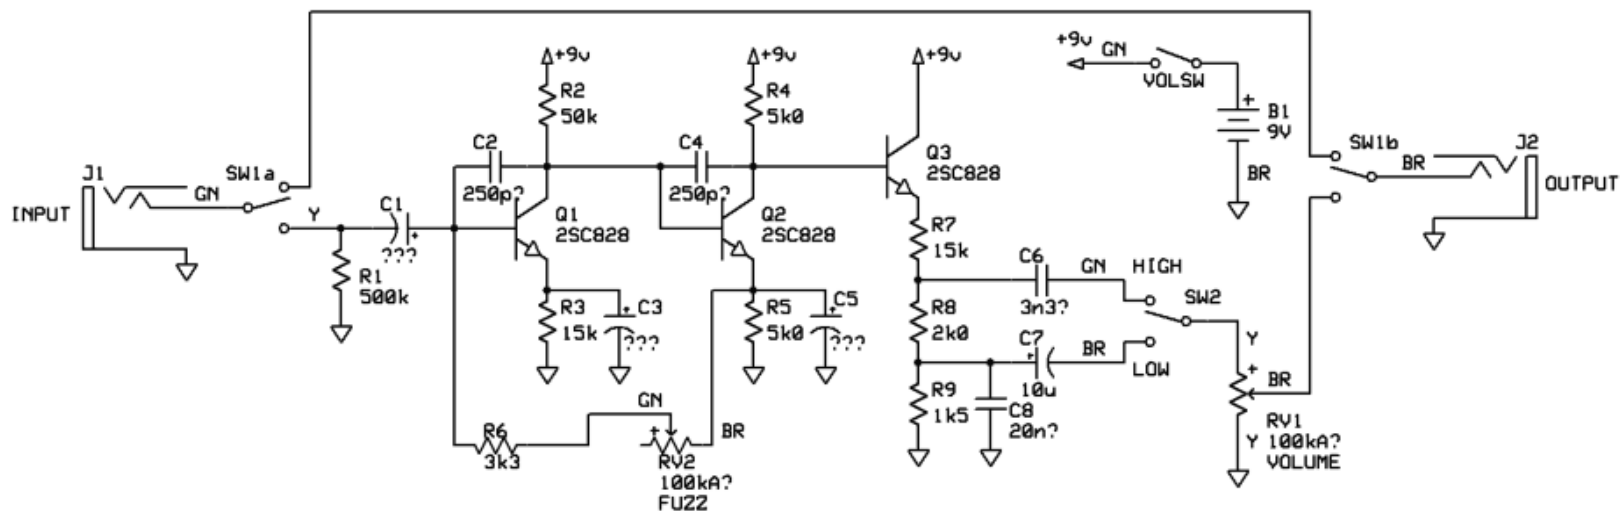 +9v
+9v
+9v
+9v
GN
VOLSW
R2
50k
R4
5k0
+
B1
9V
J1
GN
SW1a
C2
250p?
C4
250p?
Q3
2SC828
BR
SW1b
BR
J2
INPUT
OUTPUT
Y
C1
+
???
Q1
2SC828
Q2
2SC828
R1
500k
R7
15k
C6
3n3?
GN
HIGH
SW2
R3
15k
+
C3
???
R5
5k0
+
C5
???
R8
2k0
C7
+
10u
BR
LOW
Y
R9
1k5
C8
20n?
+
BR
RV1
Y
100kA?
VOLUME
GN
R6
3k3
+
BR
RV2
100kA?
FUZZ